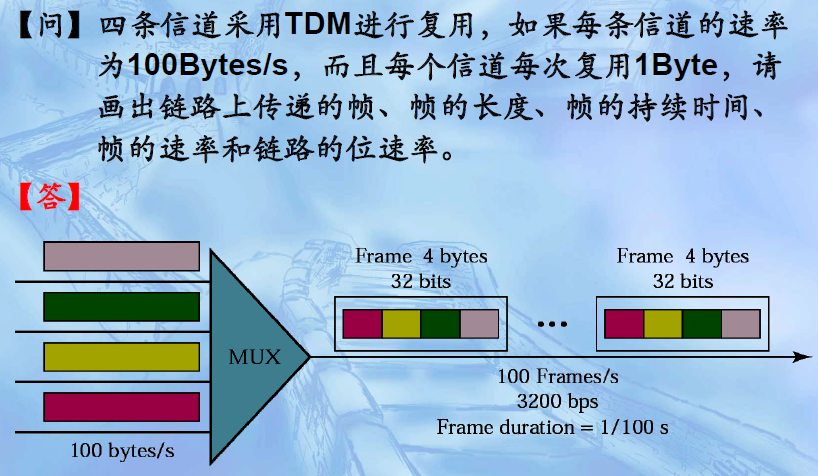 【问】四条信道采用TDM进行复用，如果每条信道的速率
为100Bytes/s，而且每个信道每次复用1Byte，请
画出链路上传递的帧、帧的长度、帧的持续时间、
帧的速率和链路的位速率。
【答】
Frame 4 bytes
32 bits
Frame 4 bytes
32 bits
MUX
100 Frames/s
3200 bps
Frame duration = 1/100 s
100 bytes/s